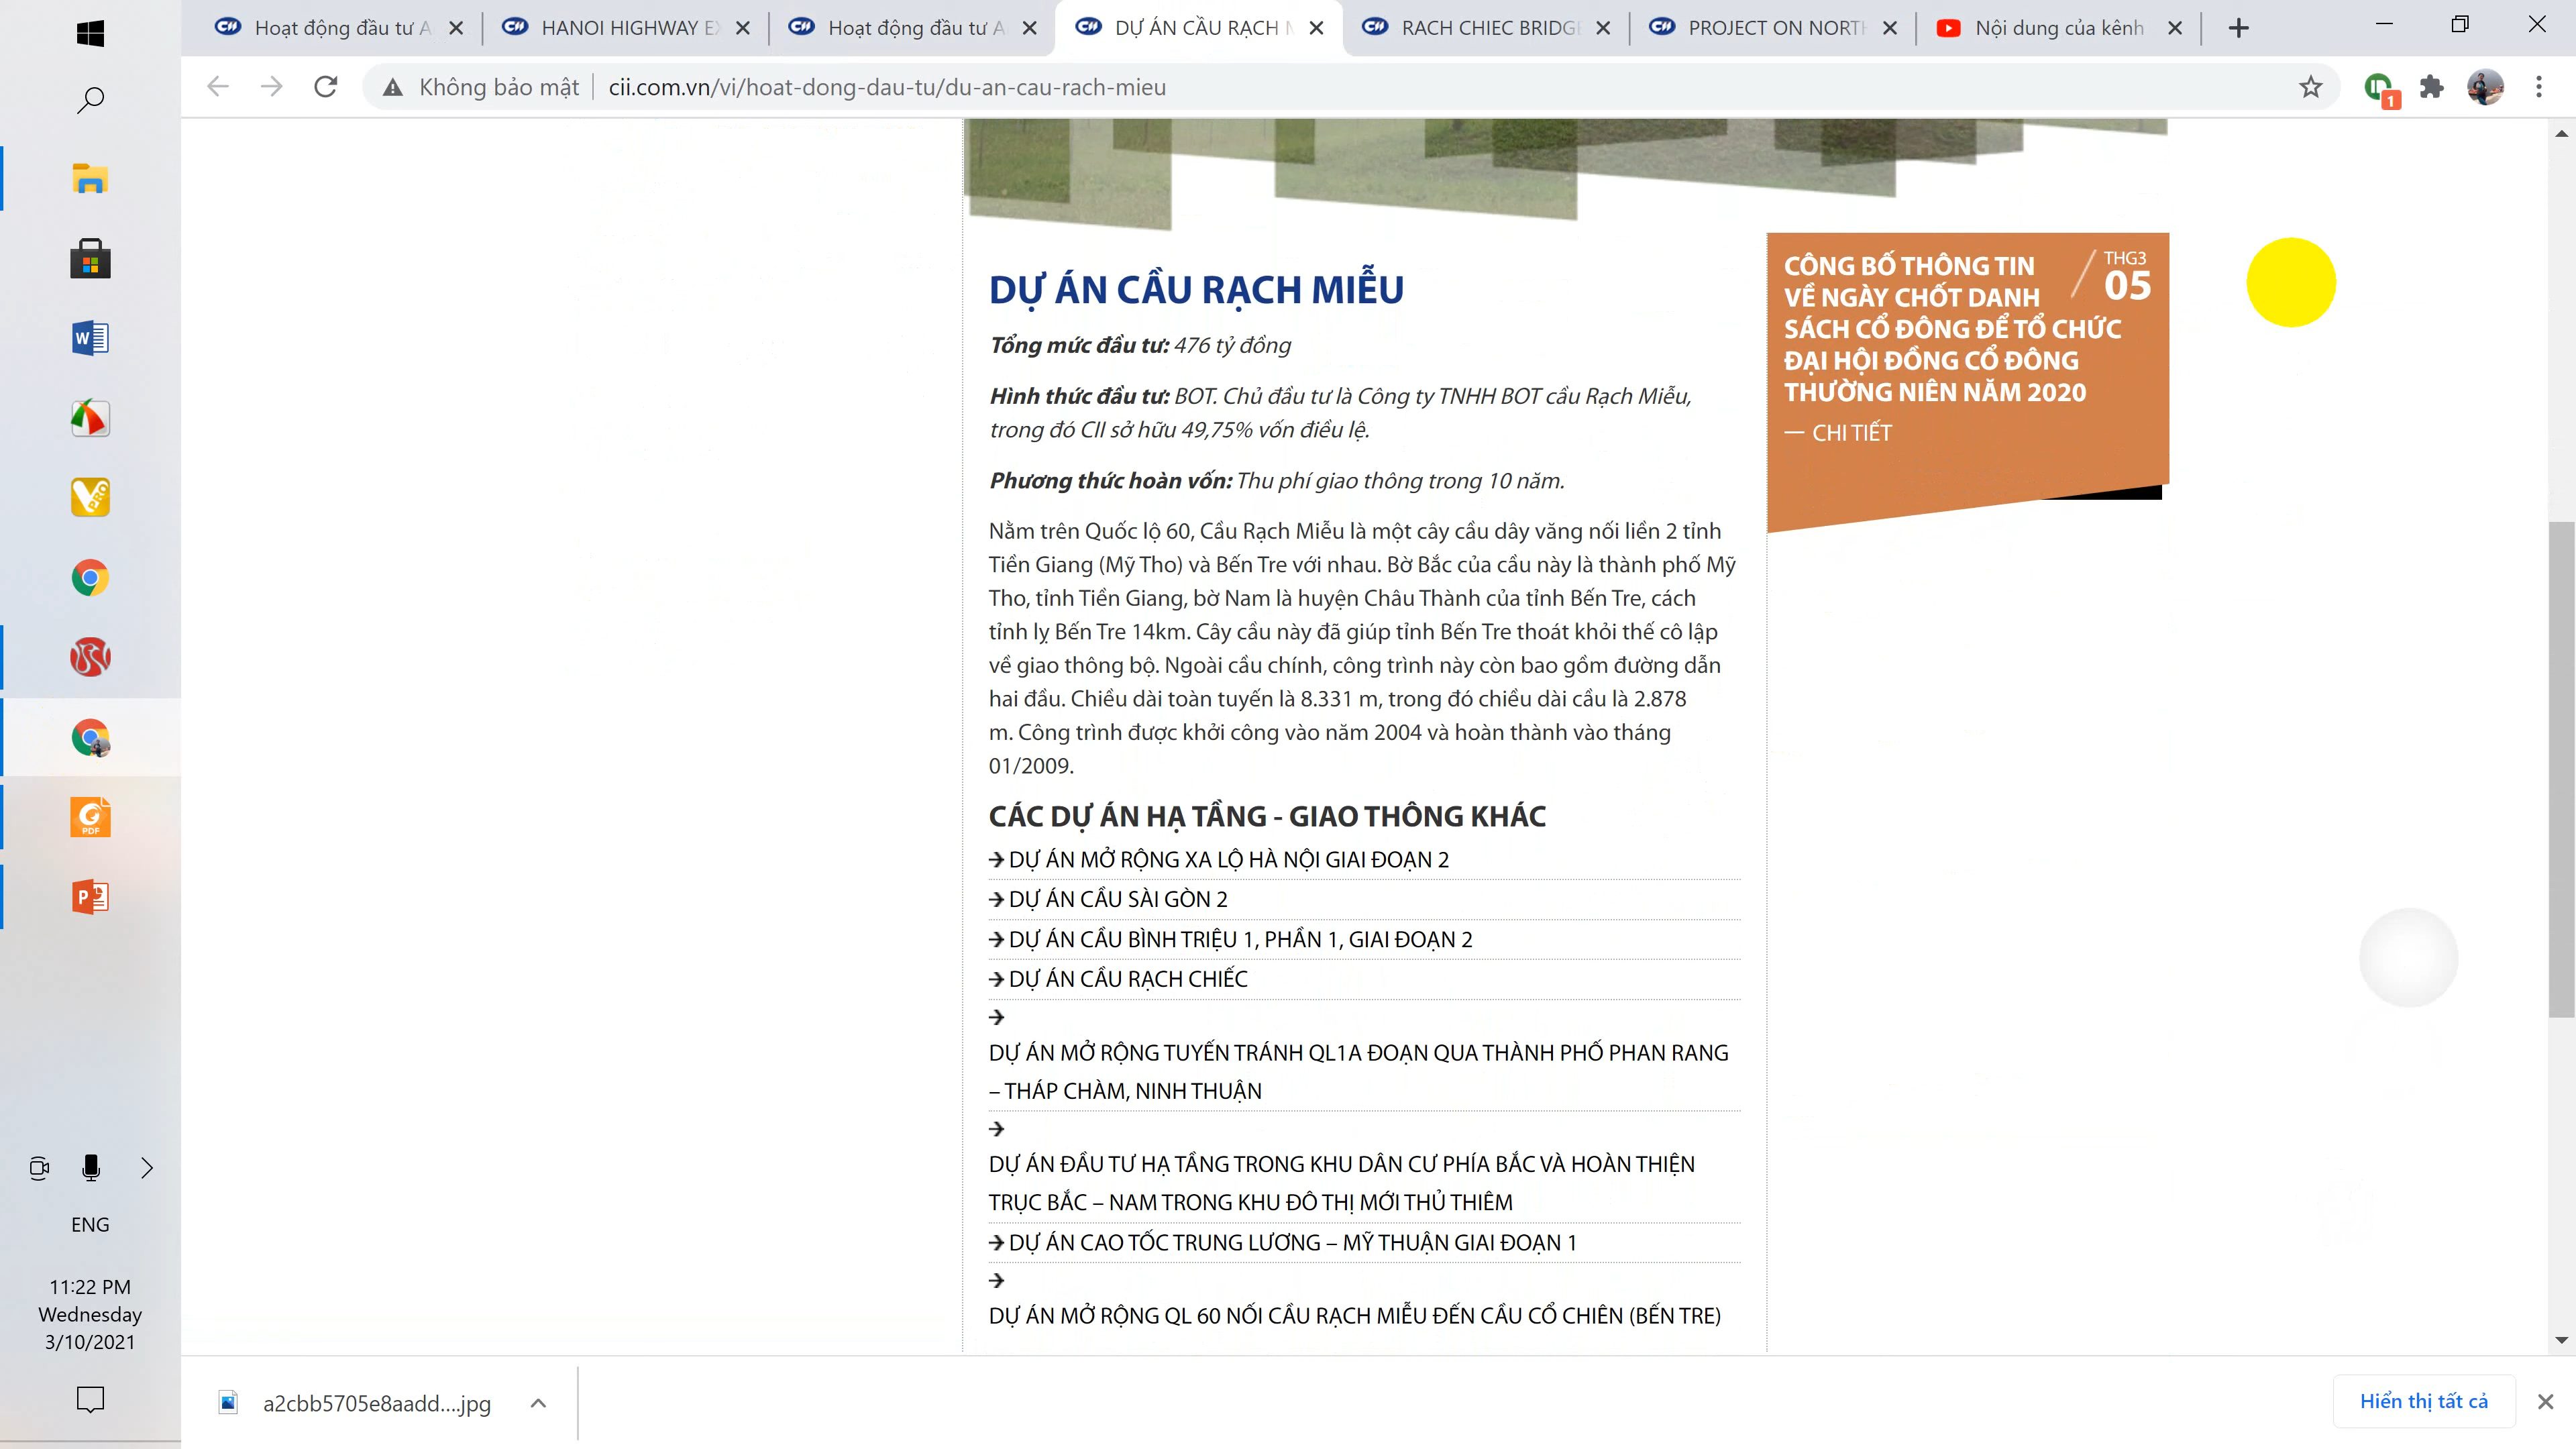 Hoạt động đầu tư
HANOI HIGHWAY
Hoạt động đầu tư
DỰ ÁN CẦU RẠCH
RACH CHIEC BRIDGE
PROJECT ON NORTH
Nội dung của kênh
Không bảo mật
cii.com.vn/vi/hoat-dong-dau-tu/du-an-cau-rach-mieu
1
DỰ ÁN CẦU RẠCH MIỄU
Tổng mức đầu tư: 476 tỷ đồng
Hình thức đầu tư: BOT. Chủ đầu tư là Công ty TNHH BOT cầu Rạch Miễu,
trong đó CII sở hữu 49,75% vốn điều lệ.
Phương thức hoàn vốn: Thu phí giao thông trong 10 năm.
Nằm trên Quốc lộ 60, Cầu Rạch Miễu là một cây cầu dây văng nối liền 2 tỉnh
Tiền Giang (Mỹ Tho) và Bến Tre với nhau. Bờ Bắc của cầu này là thành phố Mỹ
Tho, tỉnh Tiền Giang, bờ Nam là huyện Châu Thành của tỉnh Bến Tre, cách
tỉnh lỵ Bến Tre 14km. Cây cầu này đã giúp tỉnh Bến Tre thoát khỏi thế cô lập
về giao thông bộ. Ngoài cầu chính, công trình này còn bao gồm đường dẫn
hai đầu. Chiều dài toàn tuyến là 8.331 m, trong đó chiều dài cầu là 2.878
m. Công trình được khởi công vào năm 2004 và hoàn thành vào tháng
01/2009.
CÁC DỰ ÁN HẠ TẦNG - GIAO THÔNG KHÁC
DỰ ÁN MỞ RỘNG XA LỘ HÀ NỘI GIAI ĐOẠN 2
DỰ ÁN CẦU SÀI GÒN 2
DỰ ÁN CẦU BÌNH TRIỆU 1, PHẦN 1, GIAI ĐOẠN 2
DỰ ÁN CẦU RẠCH CHIẾC
DỰ ÁN MỞ RỘNG TUYẾN TRÁNH QL1A ĐOẠN QUA THÀNH PHỐ PHAN RANG
– THÁP CHÀM, NINH THUẬN
DỰ ÁN ĐẦU TƯ HẠ TẦNG TRONG KHU DÂN CƯ PHÍA BẮC VÀ HOÀN THIỆN
TRỤC BẮC – NAM TRONG KHU ĐÔ THỊ MỚI THỦ THIÊM
DỰ ÁN CAO TỐC TRUNG LƯƠNG – MỸ THUẬN GIAI ĐOẠN 1
DỰ ÁN MỞ RỘNG QL 60 NỐI CẦU RẠCH MIỄU ĐẾN CẦU CỔ CHIÊN (BẾN TRE)
CÔNG BỐ THÔNG TIN
VỀ NGÀY CHỐT DANH
SÁCH CỔ ĐÔNG ĐỂ TỔ CHỨC
ĐẠI HỘI ĐỒNG CỔ ĐÔNG
THƯỜNG NIÊN NĂM 2020
THG3
05
— CHI TIẾT
ENG
11:22 PM
Wednesday
3/10/2021
a2cbb5705e8aadd....jpg
Hiển thị tất cả